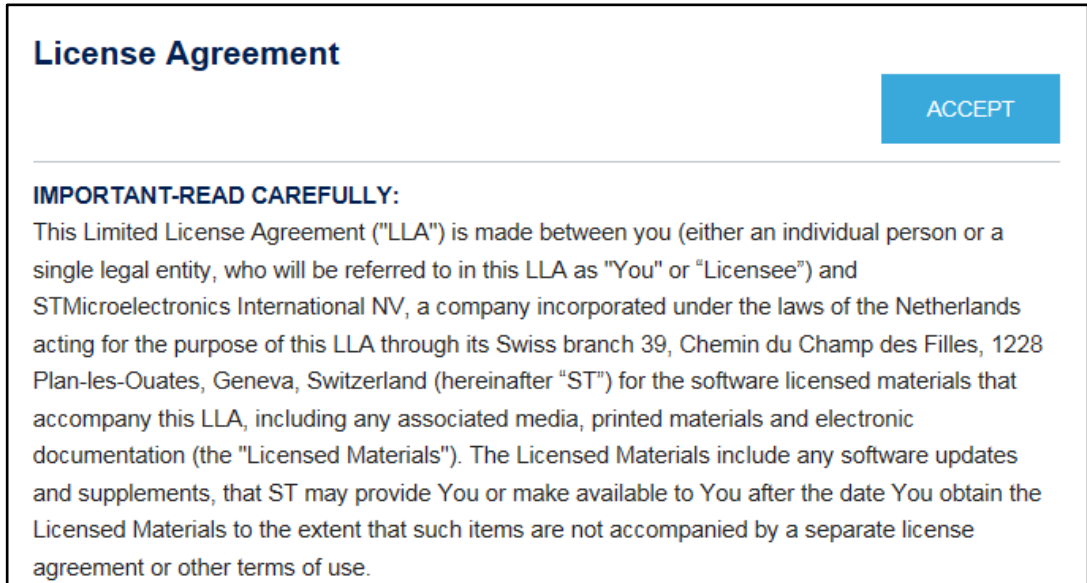 License Agreement
ACCEPT
IMPORTANT-READ CAREFULLY:
This Limited License Agreement ("LLA") is made between you (either an individual person or a
single legal entity, who will be referred to in this LLA as "You" or “Licensee”) and
STMicroelectronics International NV, a company incorporated under the laws of the Netherlands
acting for the purpose of this LLA through its Swiss branch 39, Chemin du Champ des Filles, 1228
Plan-les-Ouates, Geneva, Switzerland (hereinafter “ST”) for the software licensed materials that
accompany this LLA, including any associated media, printed materials and electronic
documentation (the "Licensed Materials"). The Licensed Materials include any software updates
and supplements, that ST may provide You or make available to You after the date You obtain the
Licensed Materials to the extent that such items are not accompanied by a separate license
agreement or other terms of use.